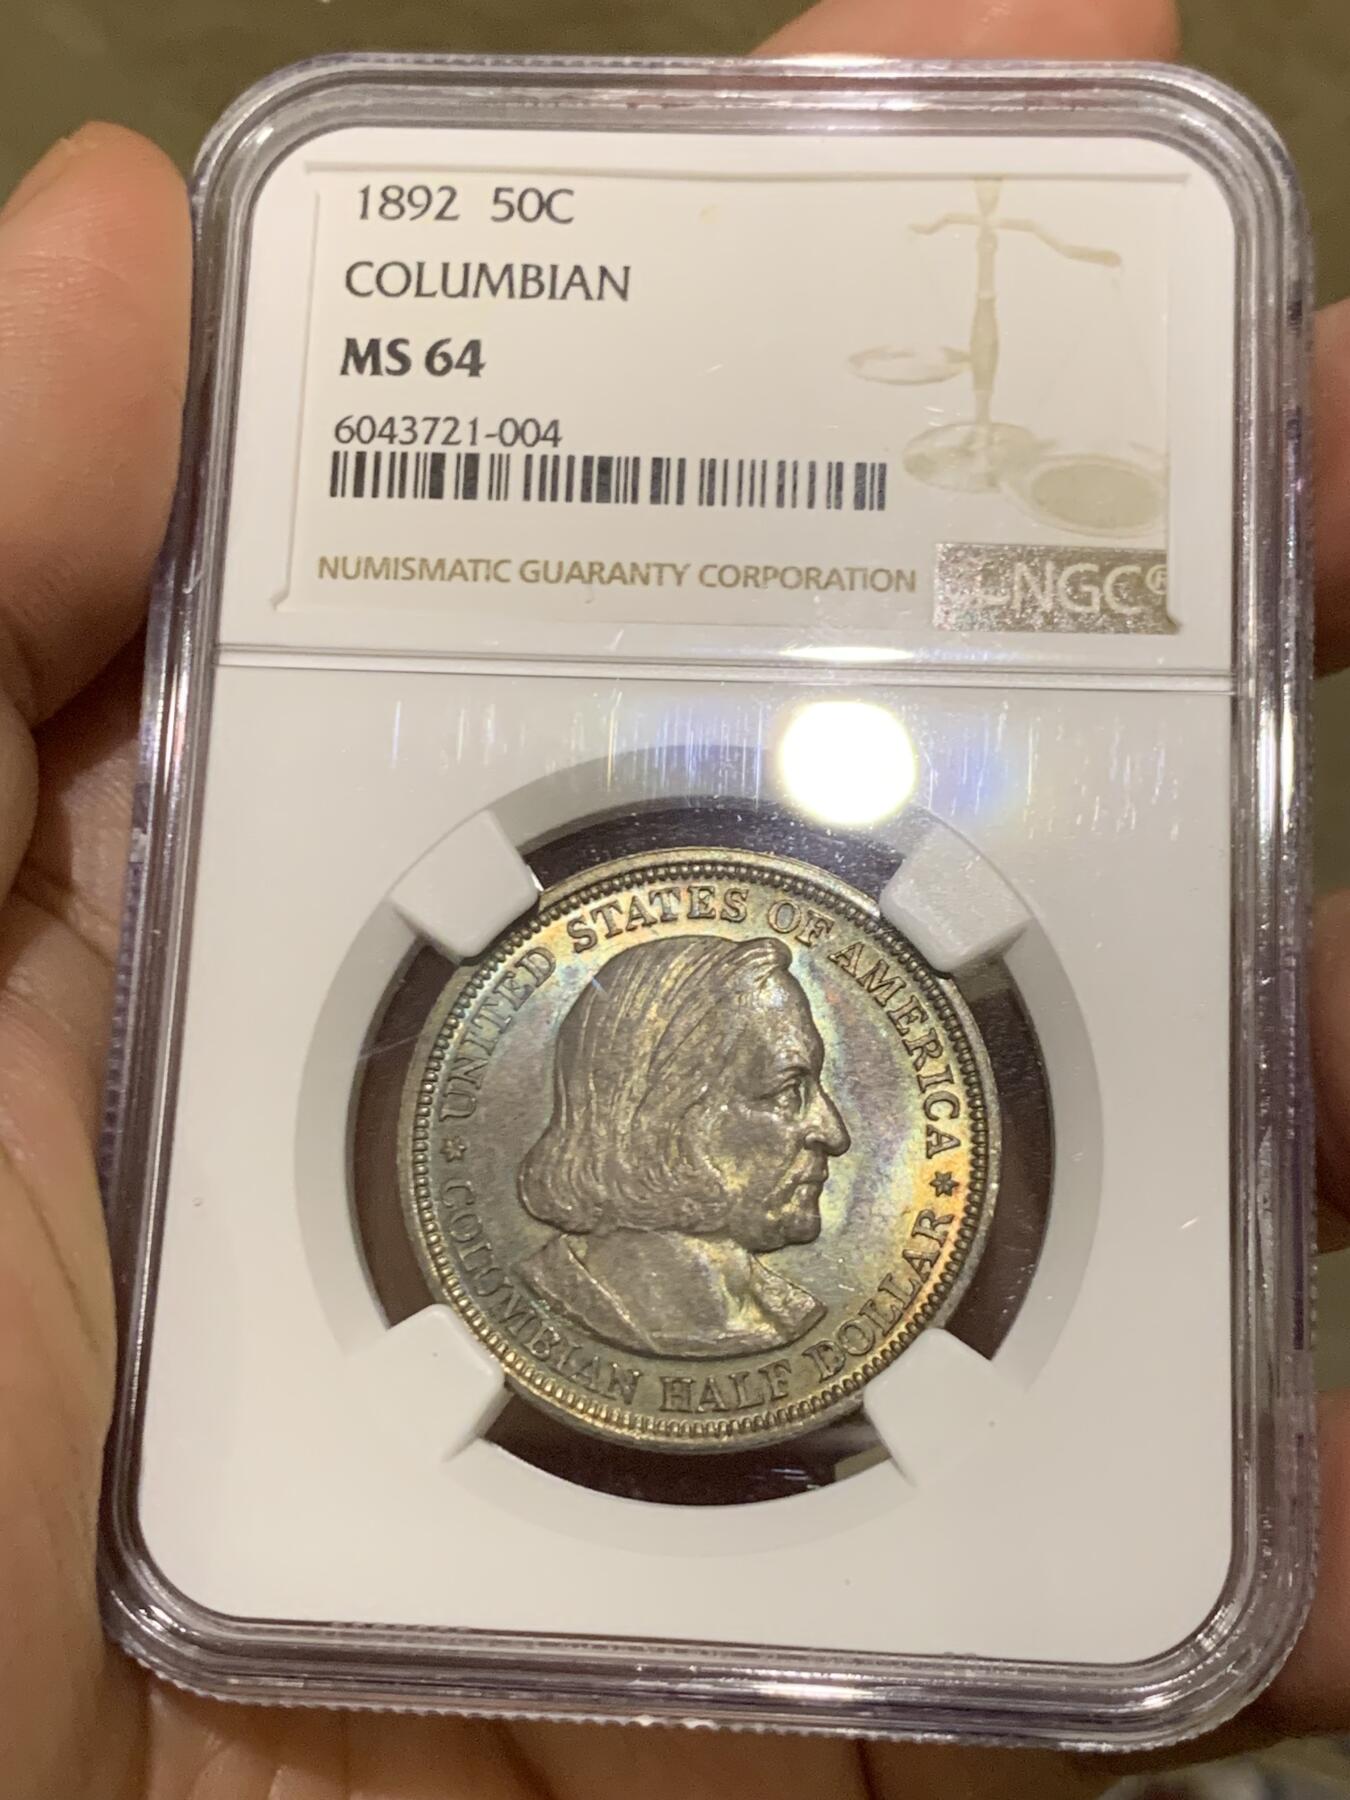 1892 50C
COLUMBIAN
MS 64
6043721-004
NUMISMATIC GUARANTY CORPORATION
NGC®
UNITED STATES OF AMERICA
★ COLUMBIAN HALF DOLLAR ★